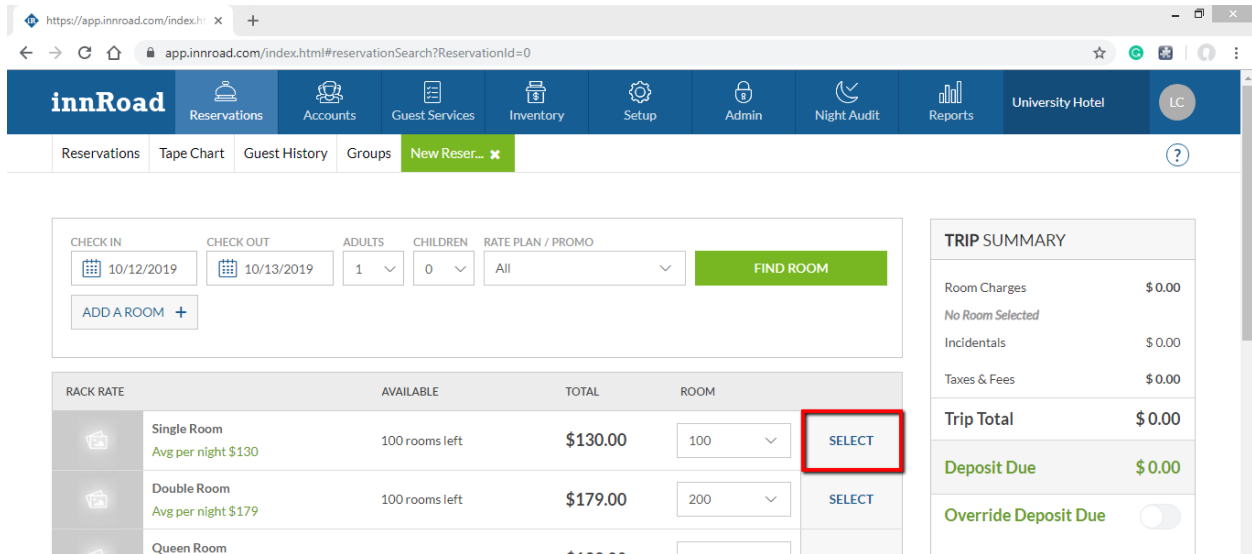 https://app.innroad.com/index.ht
app.innroad.com/index.html#reservationSearch?ReservationId=0
innRoad
Reservations
Accounts
Guest Services
Inventory
Setup
Admin
Night Audit
Reports
University Hotel
LC
Reservations Tape Chart Guest History Groups New Reser... ?
CHECK IN CHECK OUT ADULTS CHILDREN RATE PLAN / PROMO
10/12/2019 10/13/2019 1 0 All FIND ROOM
ADD A ROOM +
RACK RATE AVAILABLE TOTAL ROOM
Single Room
Avg per night $130
100 rooms left $130.00 100 SELECT
Double Room
Avg per night $179
100 rooms left $179.00 200 SELECT
Queen Room
TRIP SUMMARY
Room Charges $ 0.00
No Room Selected
Incidentals $ 0.00
Taxes & Fees $ 0.00
Trip Total $ 0.00
Deposit Due $ 0.00
Override Deposit Due